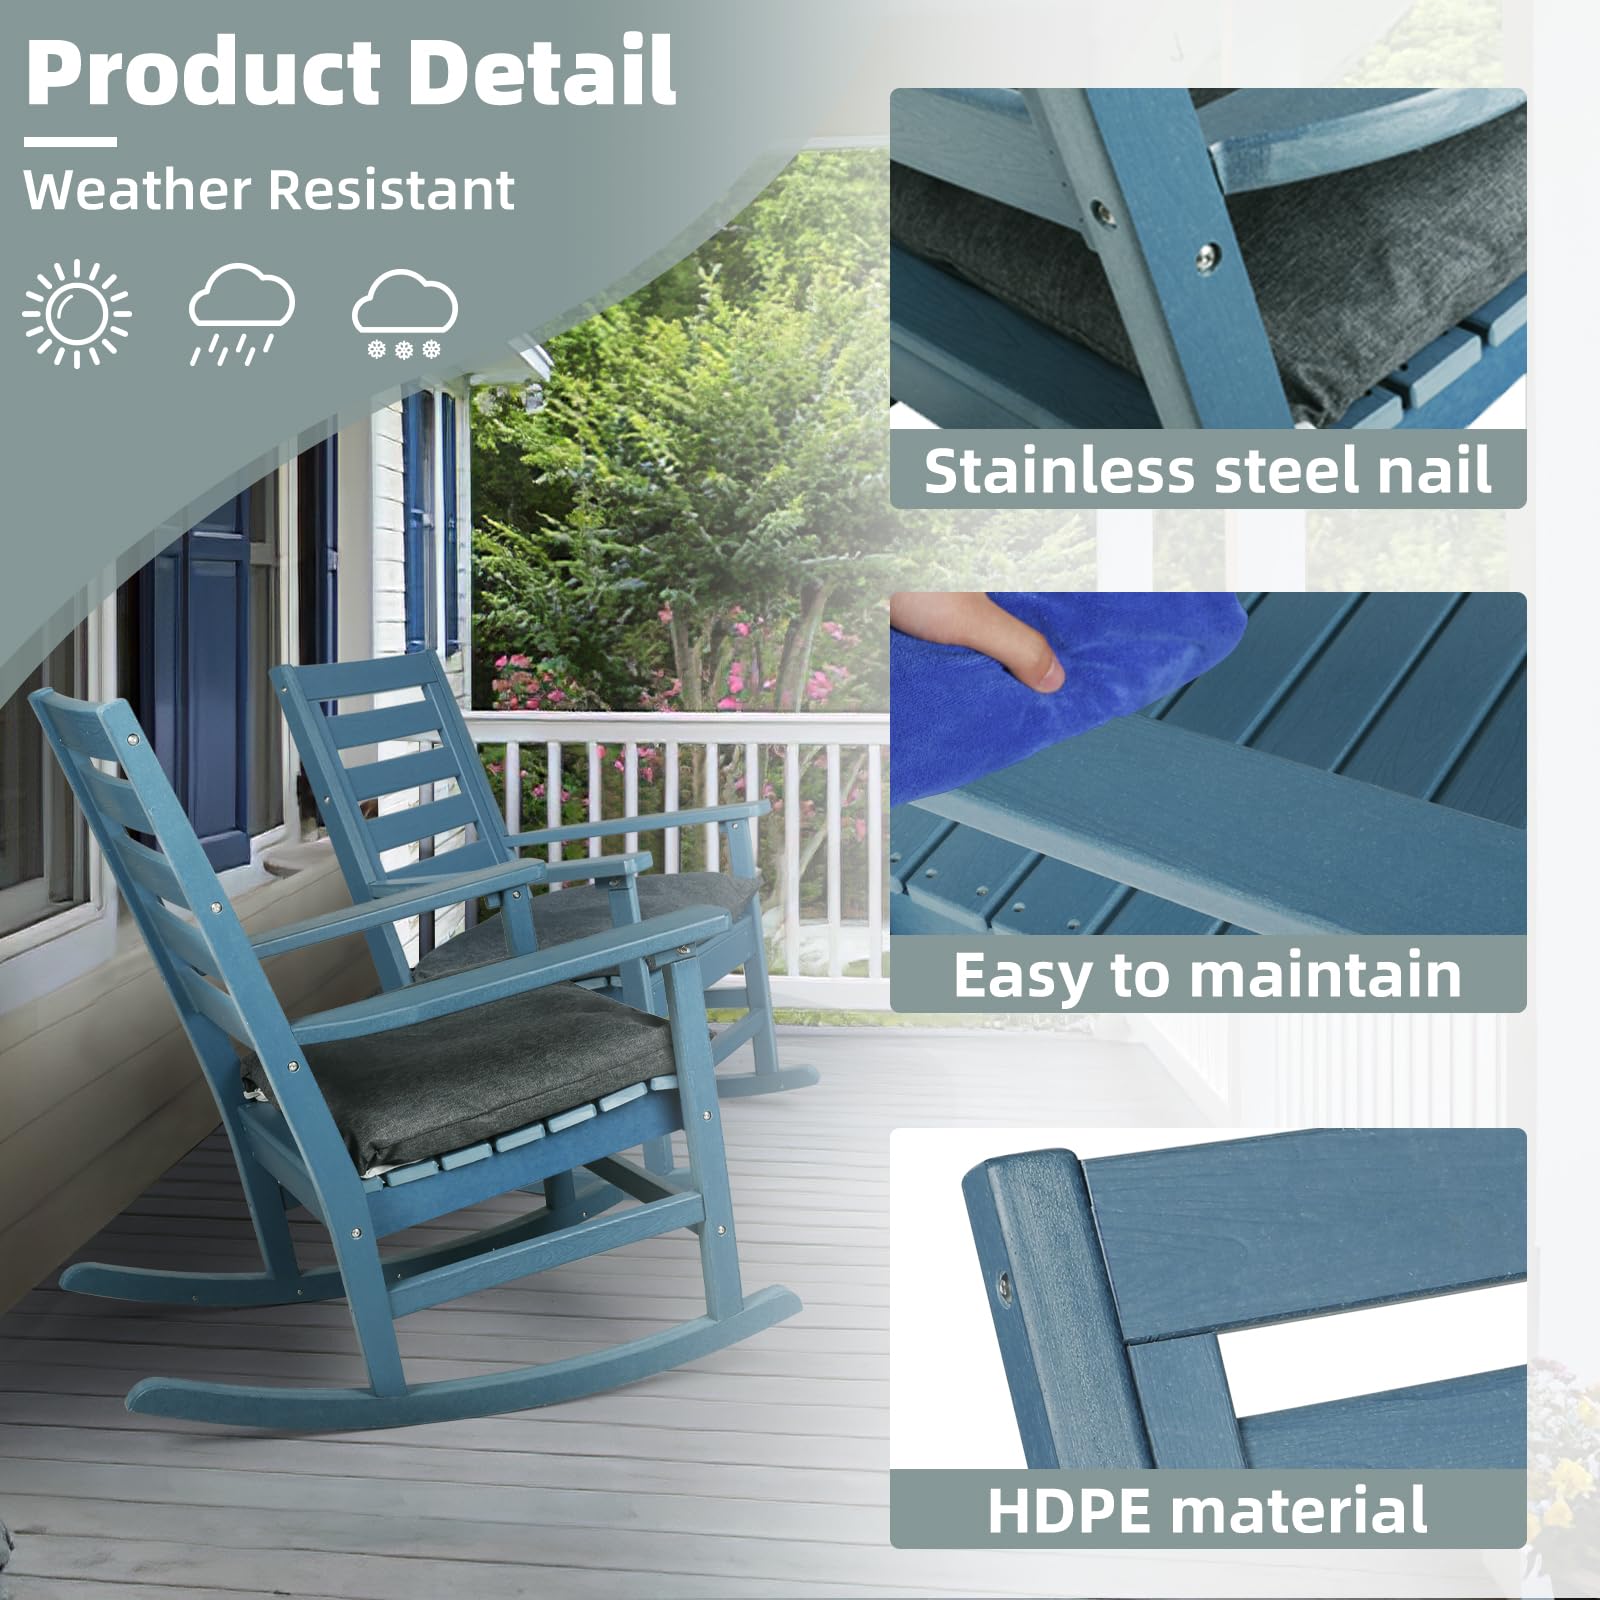 Product Detail
Weather Resistant
Stainless steel nail
Easy to maintain
HDPE material